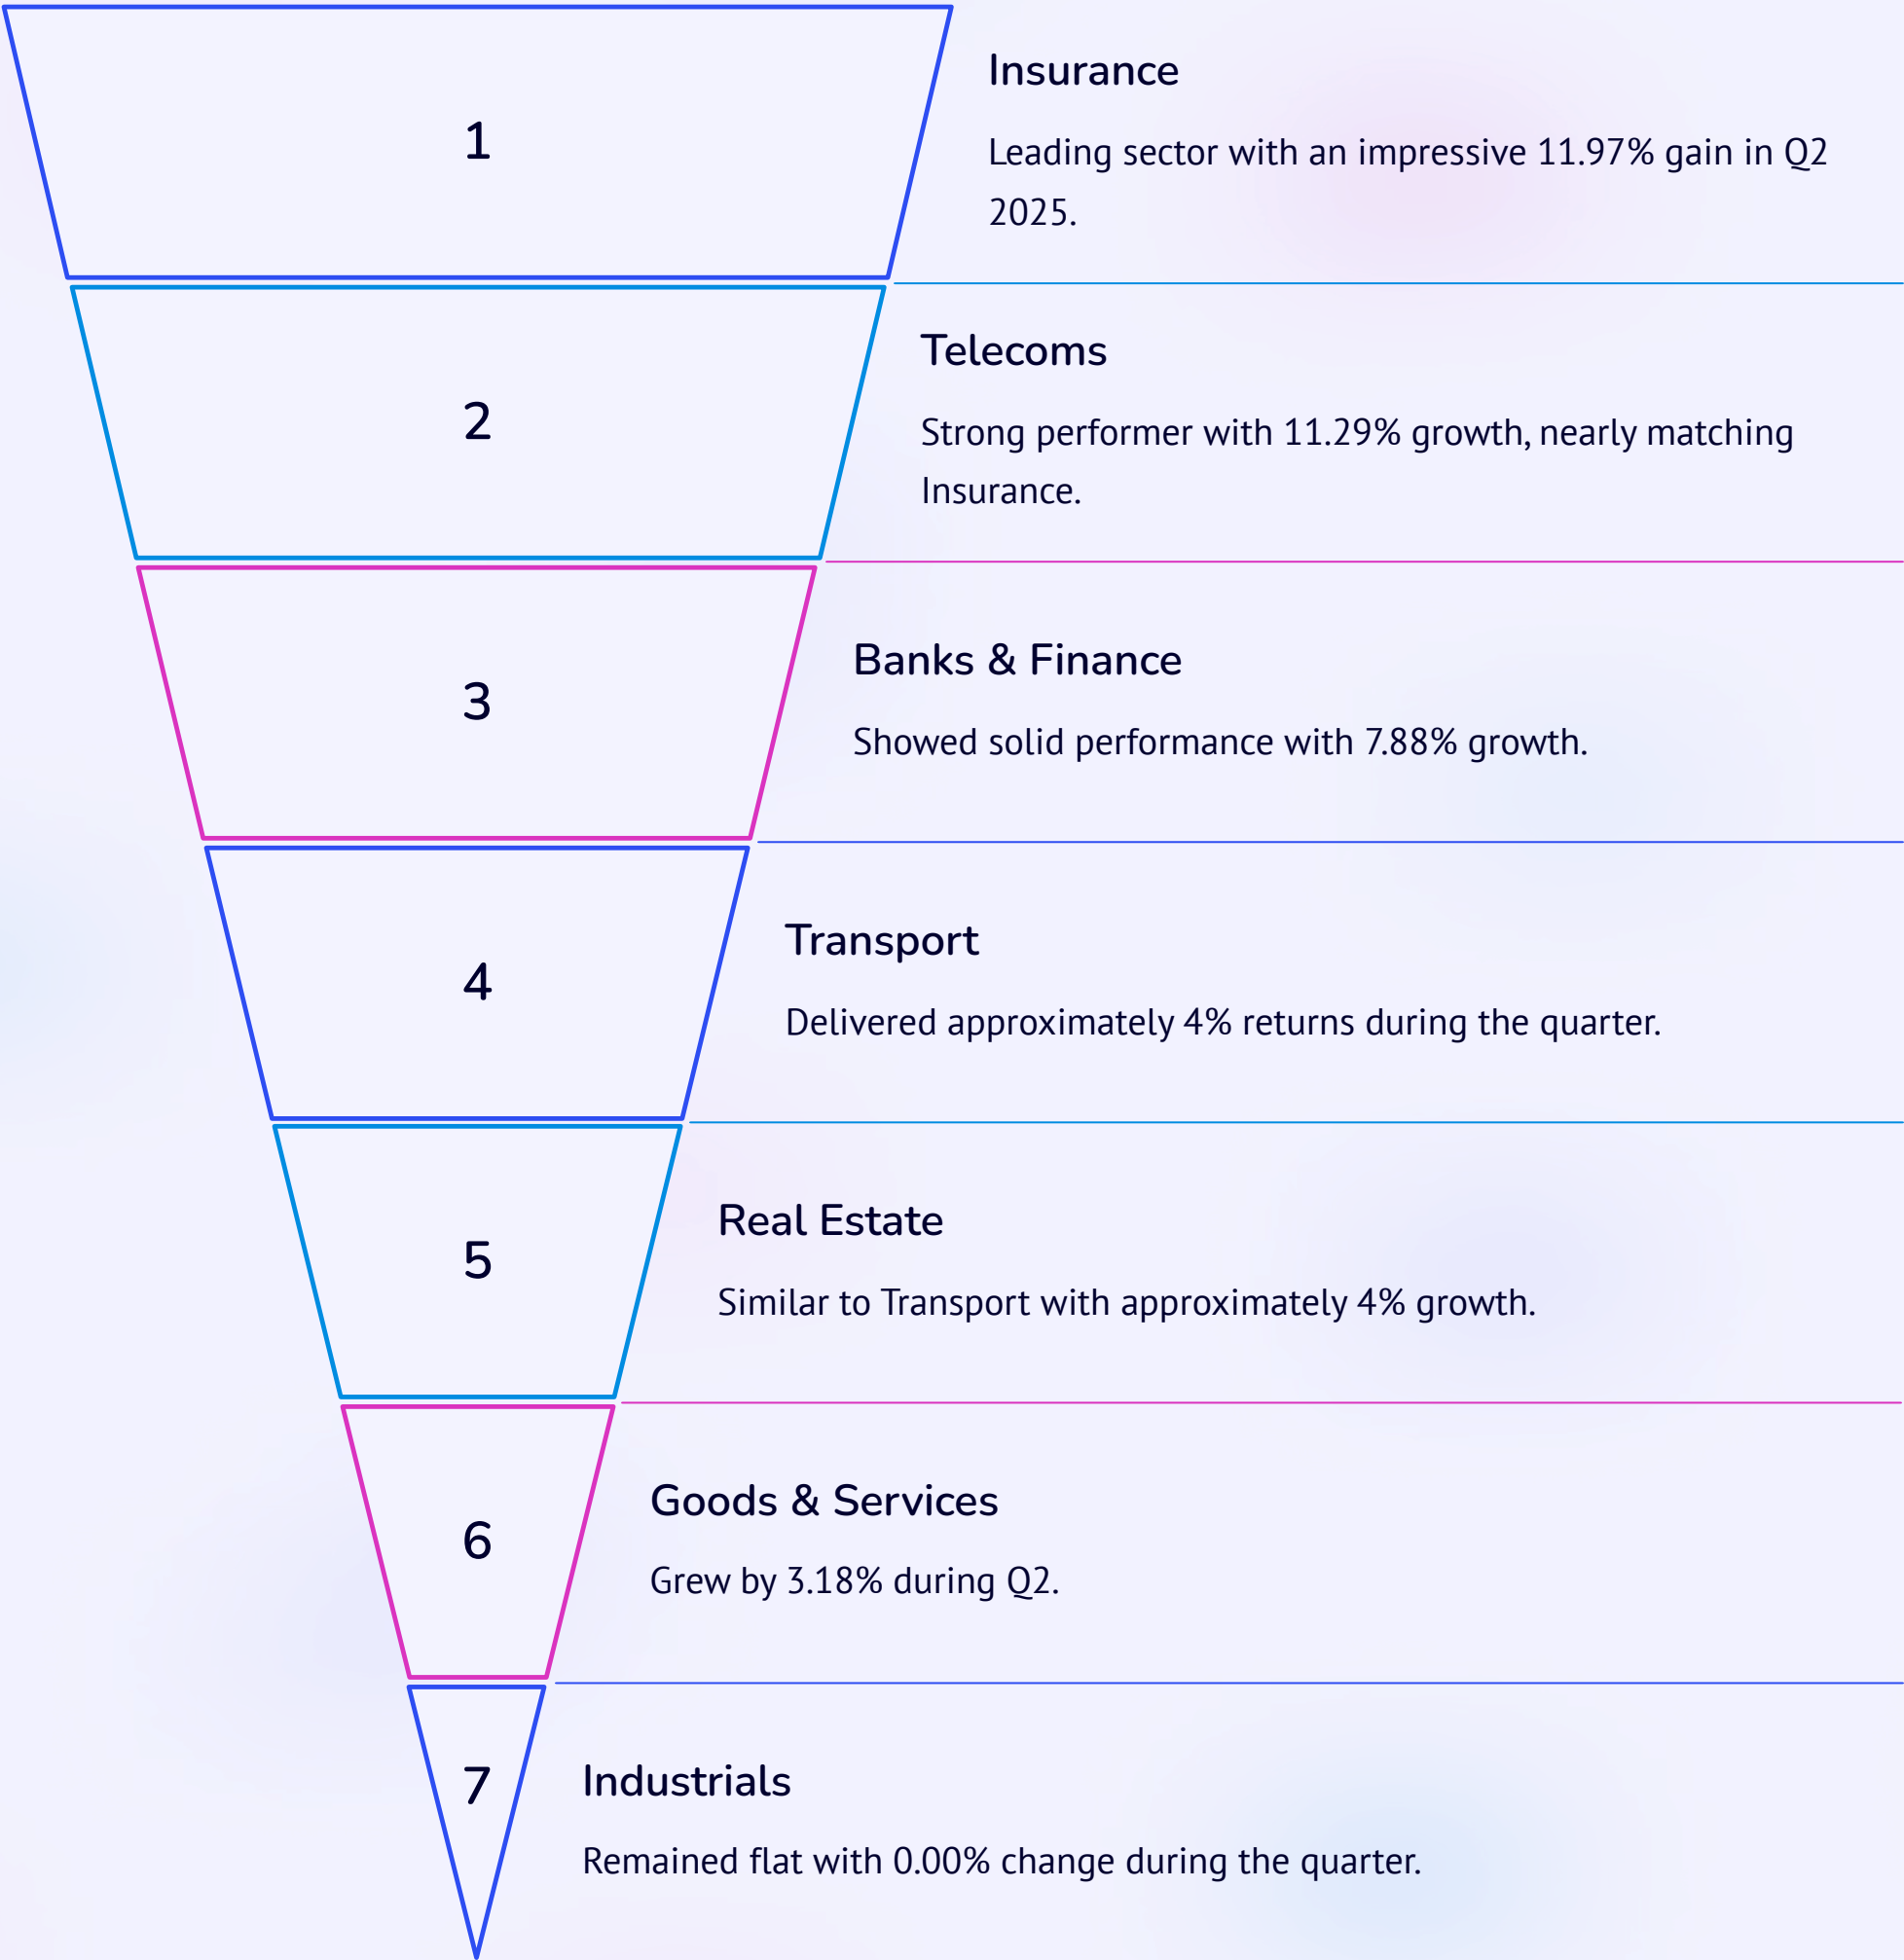 1
Insurance
Leading sector with an impressive 11.97% gain in Q2
2025.
2
Telecoms
Strong performer with 11.29% growth, nearly matching
Insurance.
3
Banks & Finance
Showed solid performance with 7.88% growth.
4
Transport
Delivered approximately 4% returns during the quarter.
5
Real Estate
Similar to Transport with approximately 4% growth.
6
Goods & Services
Grew by 3.18% during Q2.
7
Industrials
Remained flat with 0.00% change during the quarter.